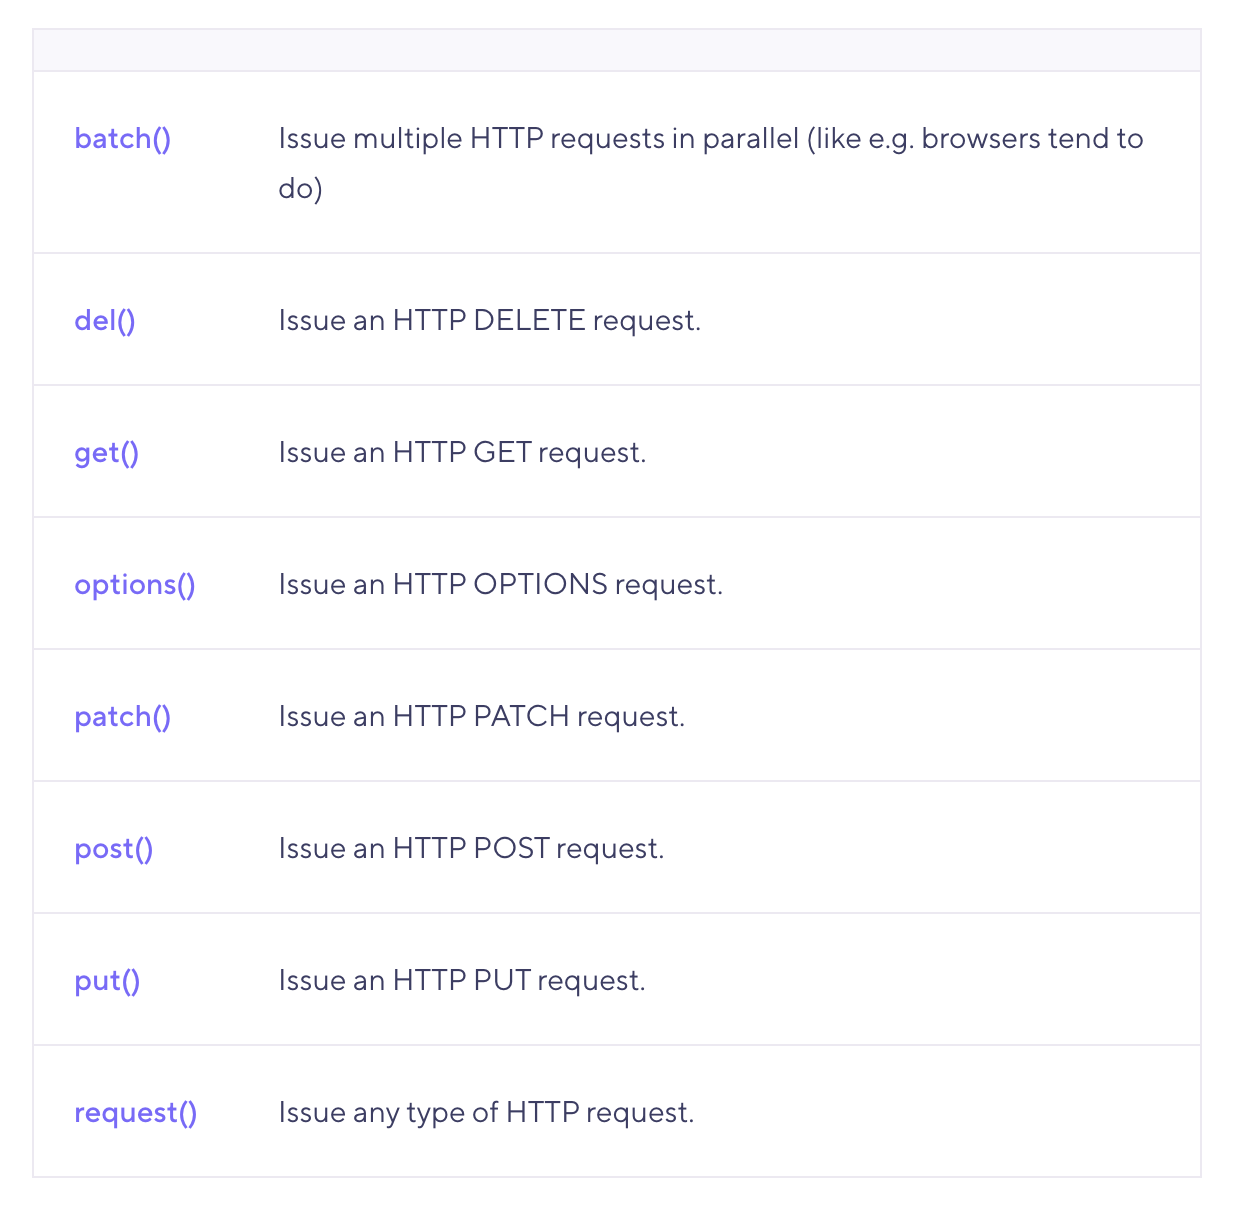 batch() Issue multiple HTTP requests in parallel (like e.g. browsers tend to
do)
del() Issue an HTTP DELETE request.
get() Issue an HTTP GET request.
options() Issue an HTTP OPTIONS request.
patch() Issue an HTTP PATCH request.
post() Issue an HTTP POST request.
put() Issue an HTTP PUT request.
request() Issue any type of HTTP request.